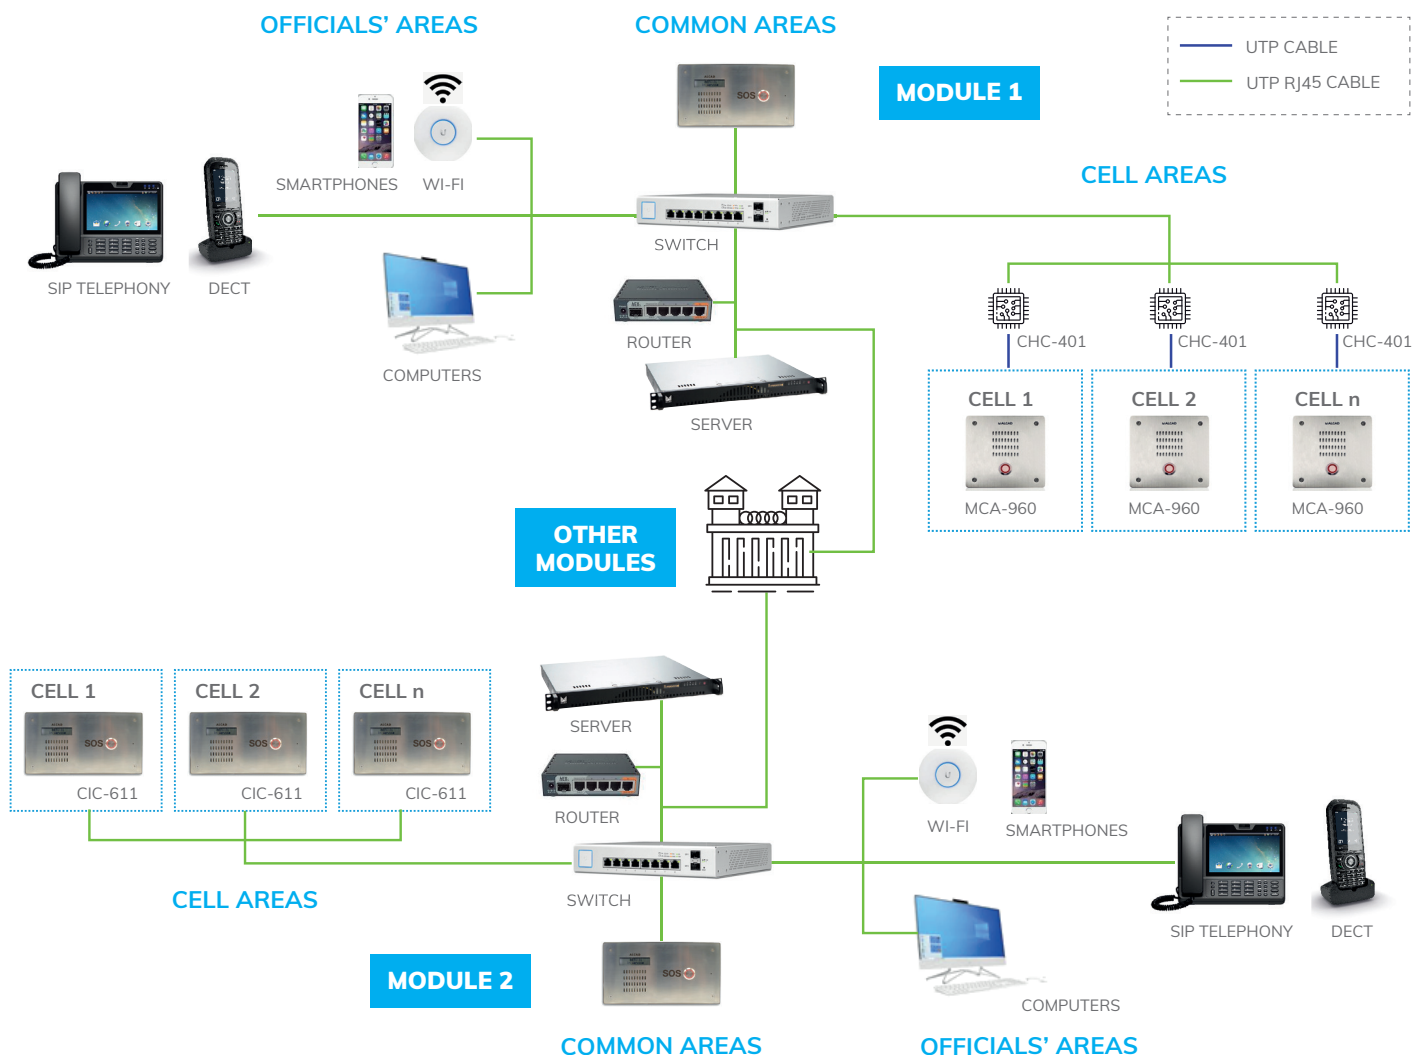 OFFICIALS' AREAS
COMMON AREAS
UTP CABLE
UTP RJ45 CABLE
MODULE 1
SOS
CELL AREAS
SMARTPHONES
WI-FI
SWITCH
SIP TELEPHONY
DECT
ROUTER
COMPUTERS
SERVER
CHC-401
CHC-401
CHC-401
CELL 1
CELL 2
CELL n
MCA-960
MCA-960
MCA-960
OTHER
MODULES
CELL 1
CELL 2
CELL n
SOS
SOS
SOS
CIC-611
CIC-611
CIC-611
SERVER
ROUTER
SWITCH
CELL AREAS
WI-FI
SMARTPHONES
SIP TELEPHONY
DECT
MODULE 2
SOS
COMPUTERS
COMMON AREAS
OFFICIALS' AREAS